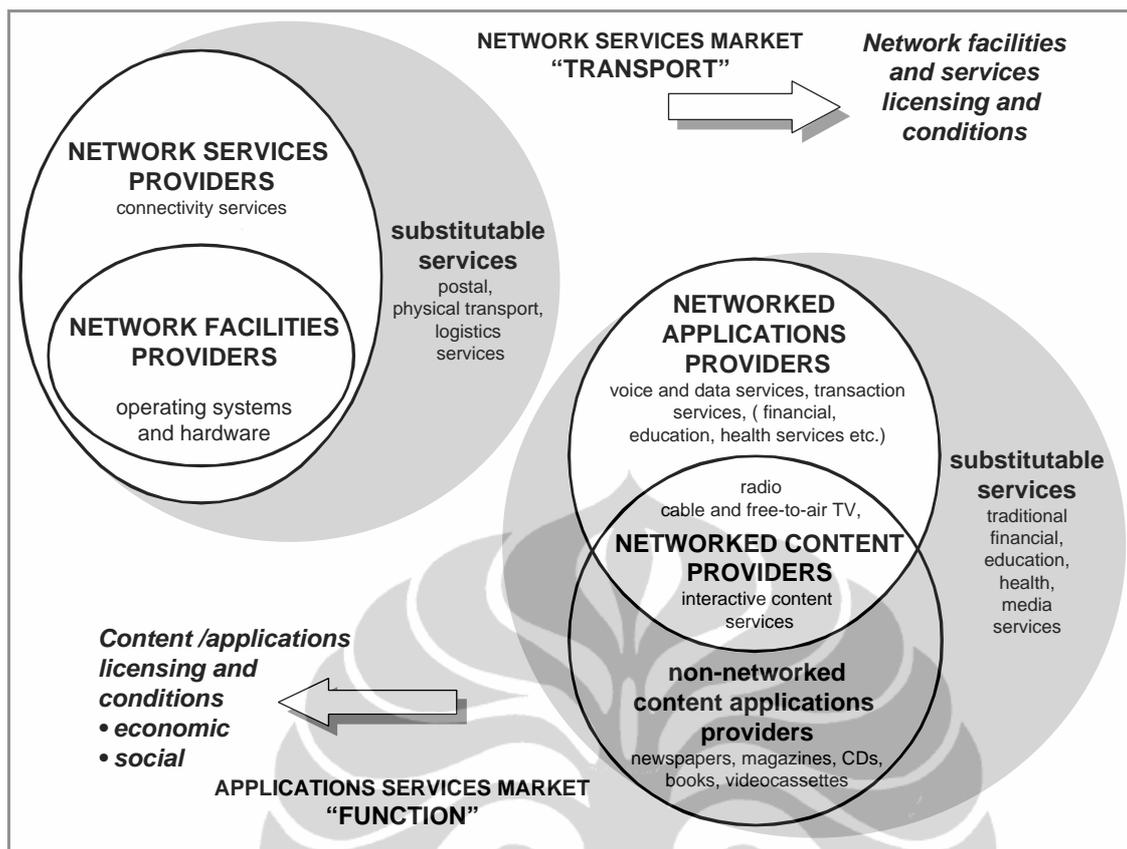 NETWORK SERVICES MARKET
“TRANSPORT”
Network facilities
and services
licensing and
conditions
NETWORK SERVICES
PROVIDERS
connectivity services
substitutable
services
postal,
physical transport,
logistics
services
NETWORK FACILITIES
PROVIDERS
operating systems
and hardware
NETWORKED
APPLICATIONS
PROVIDERS
voice and data services, transaction
services, ( financial,
education, health services etc.)
radio
cable and free-to-air TV,
NETWORKED CONTENT
PROVIDERS
interactive content
services
substitutable
services
traditional
financial,
education,
health,
media
services
non-networked
content applications
providers
newspapers, magazines, CDs,
books, videocassettes
Content /applications
licensing and
conditions
• economic
• social
APPLICATIONS SERVICES MARKET
“FUNCTION”